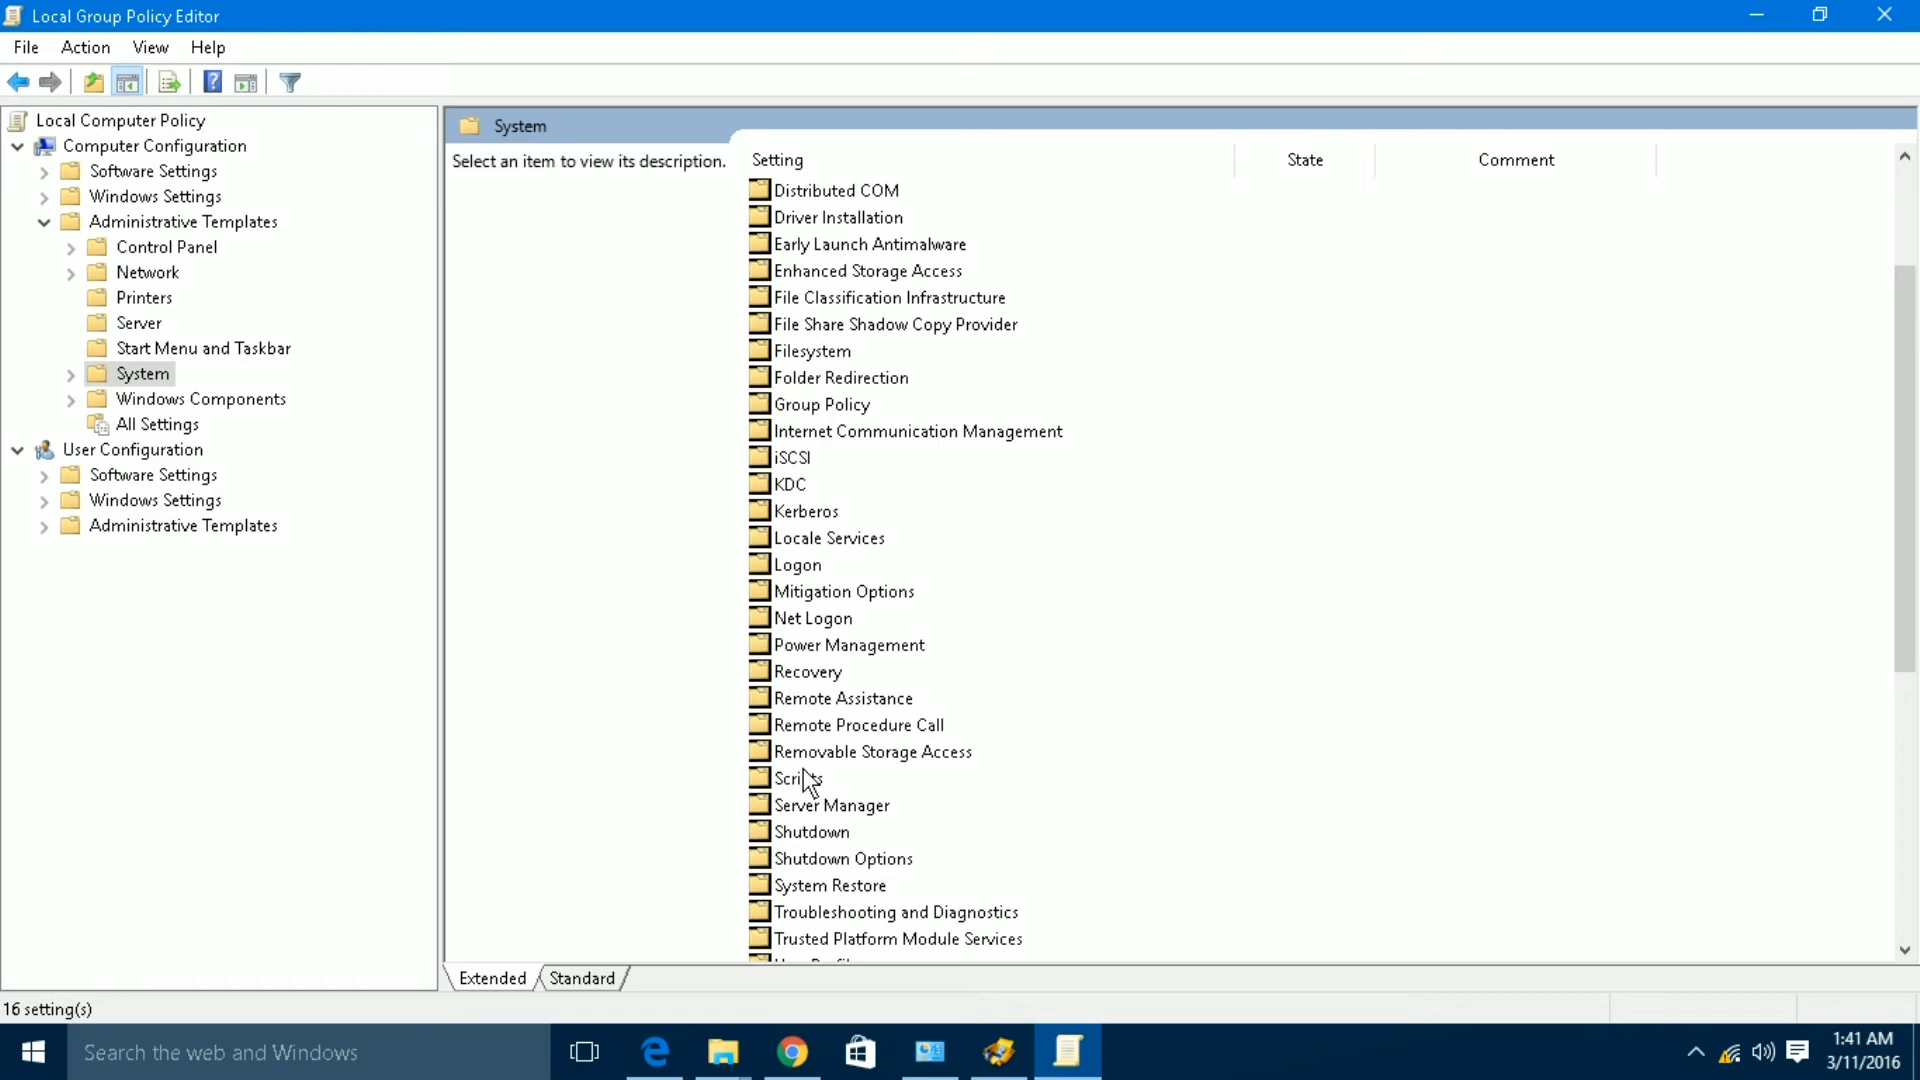 Local Group Policy Editor
File Action View Help
Local Computer Policy
Computer Configuration
Software Settings
Windows Settings
Administrative Templates
Control Panel
Network
Printers
Server
Start Menu and Taskbar
System
Windows Components
All Settings
User Configuration
Software Settings
Windows Settings
Administrative Templates
System
Select an item to view its description.
Setting State Comment
Distributed COM
Driver Installation
Early Launch Antimalware
Enhanced Storage Access
File Classification Infrastructure
File Share Shadow Copy Provider
Filesystem
Folder Redirection
Group Policy
Internet Communication Management
iSCSI
KDC
Kerberos
Locale Services
Logon
Mitigation Options
Net Logon
Power Management
Recovery
Remote Assistance
Remote Procedure Call
Removable Storage Access
Scripts
Server Manager
Shutdown
Shutdown Options
System Restore
Troubleshooting and Diagnostics
Trusted Platform Module Services
Extended Standard
16 setting(s)
Search the web and Windows
1:41 AM
3/11/2016